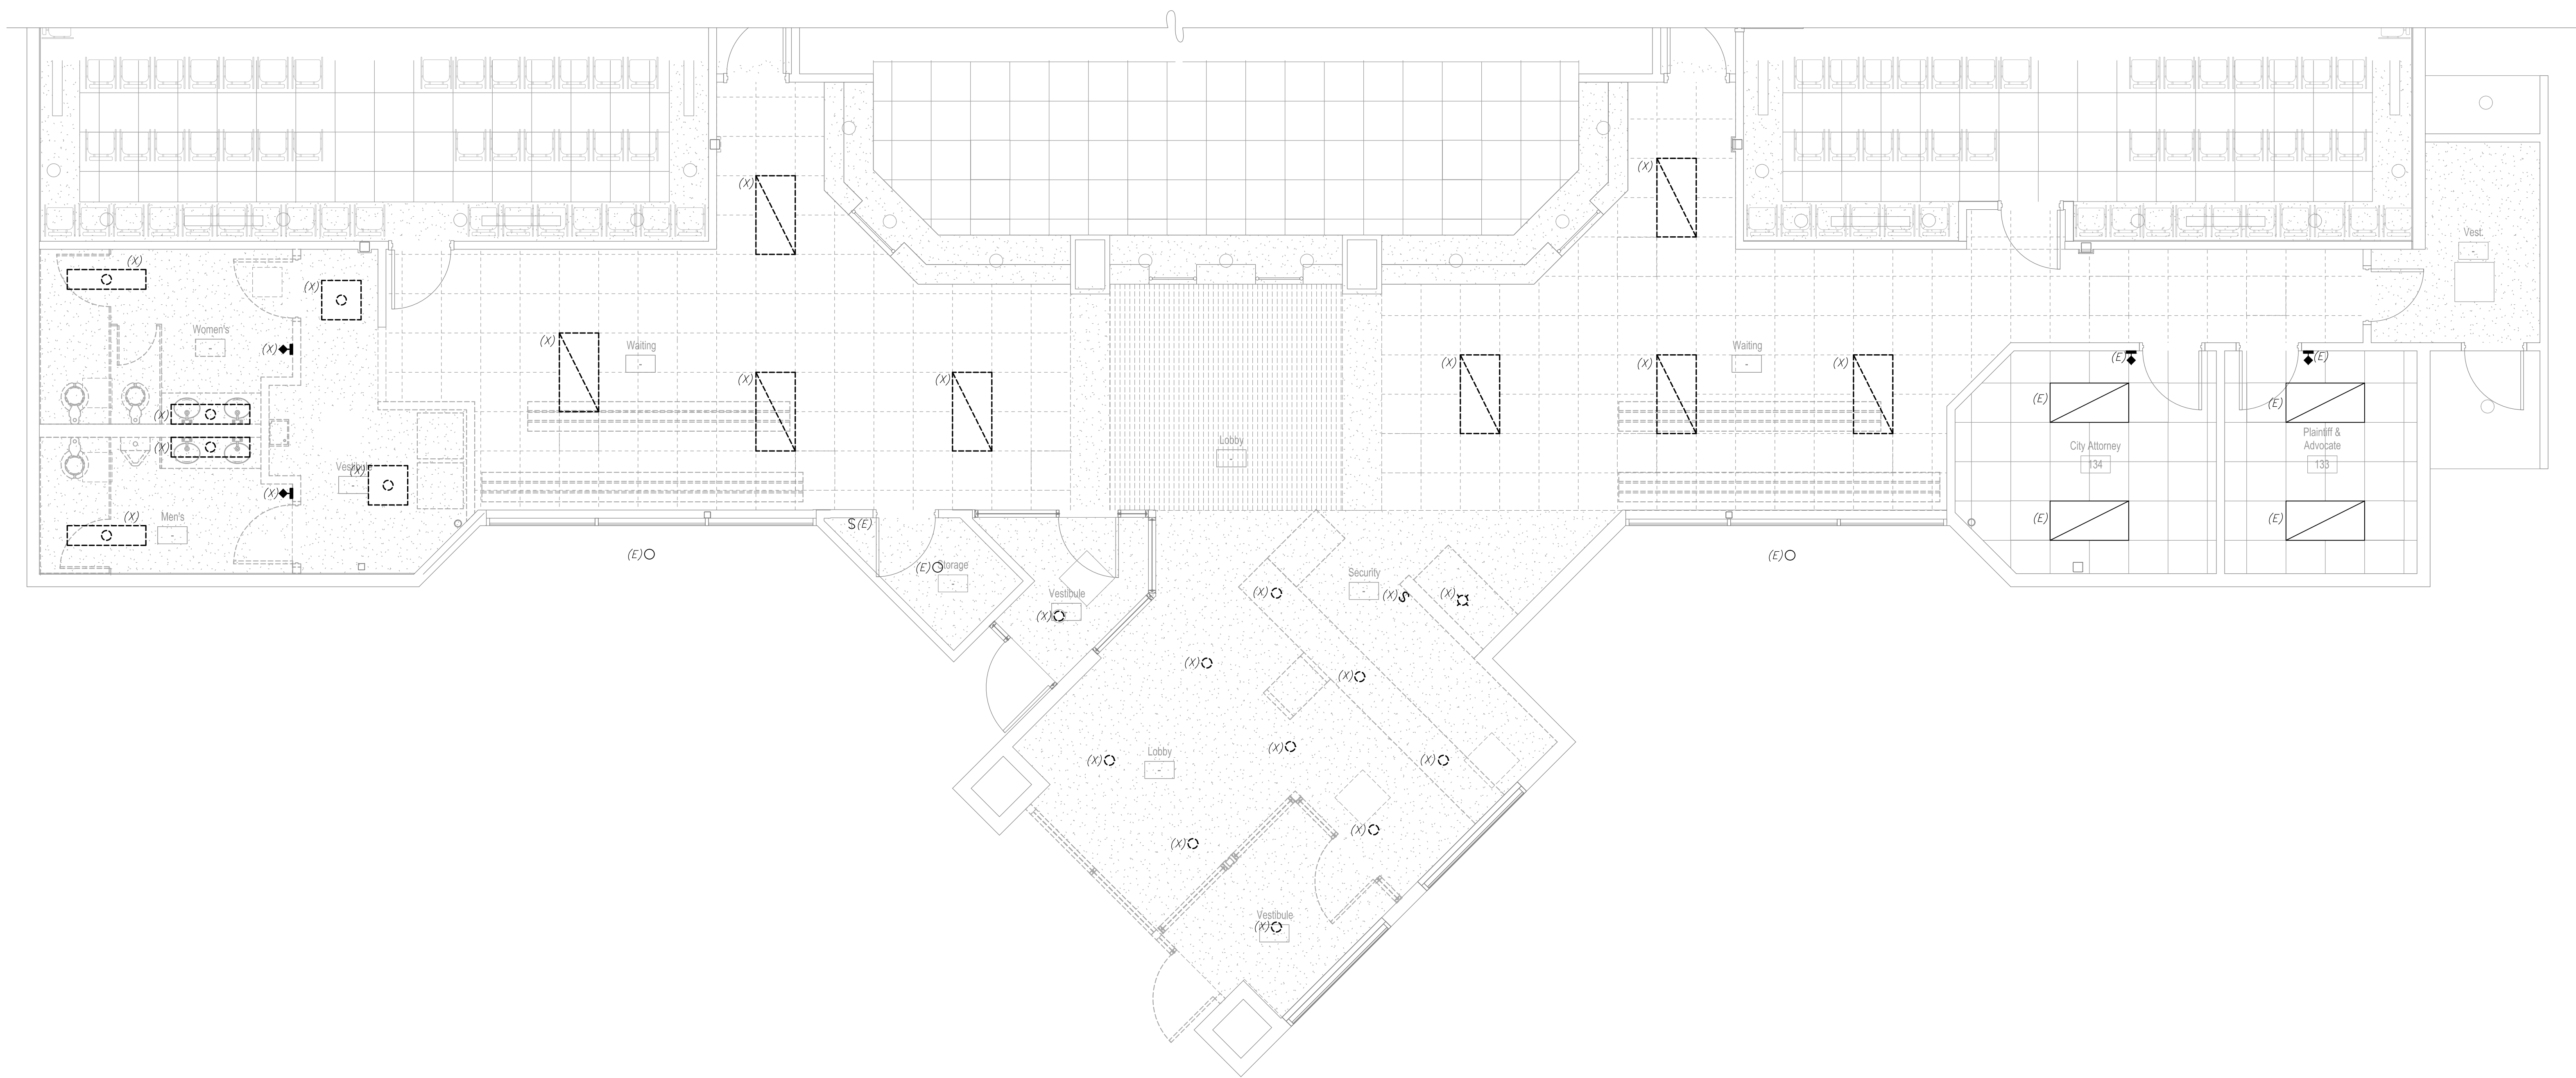 (X)
(X)
Vest.
-
(X)
(X)
Women's
-
(X)
(X)
Waiting
-
(X)
(X)
(X)
(X)
(X)
Waiting
-
(X)
(E)
(E)
(E)
(E)
(X)
(X)
Lobby
-
City Attorney
134
Plaintiff &
Advocate
133
Vestibule
-
(X)
(X)
(X)
Men's
-
S(E)
(E)
(E)
(E)
(E)
Storage
-
Vestibule
(X)
Security
-
(X)
(X)S
(X)
(X)
(X)
Lobby
-
(X)
(X)
(X)
(X)
(X)
Vestibule
-
(X)